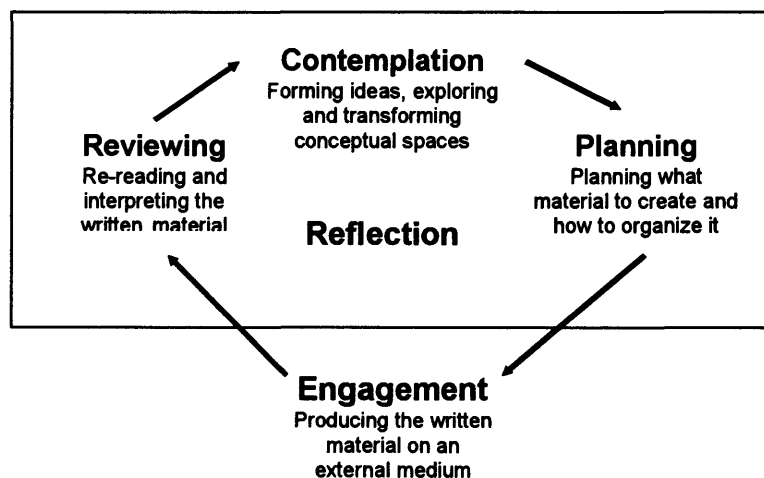 Contemplation
Forming ideas, exploring
and transforming
conceptual spaces
Reviewing
Re-reading and
interpreting the
written material
Planning
Planning what
material to create and
how to organize it
Reflection
Engagement
Producing the written
material on an
external medium